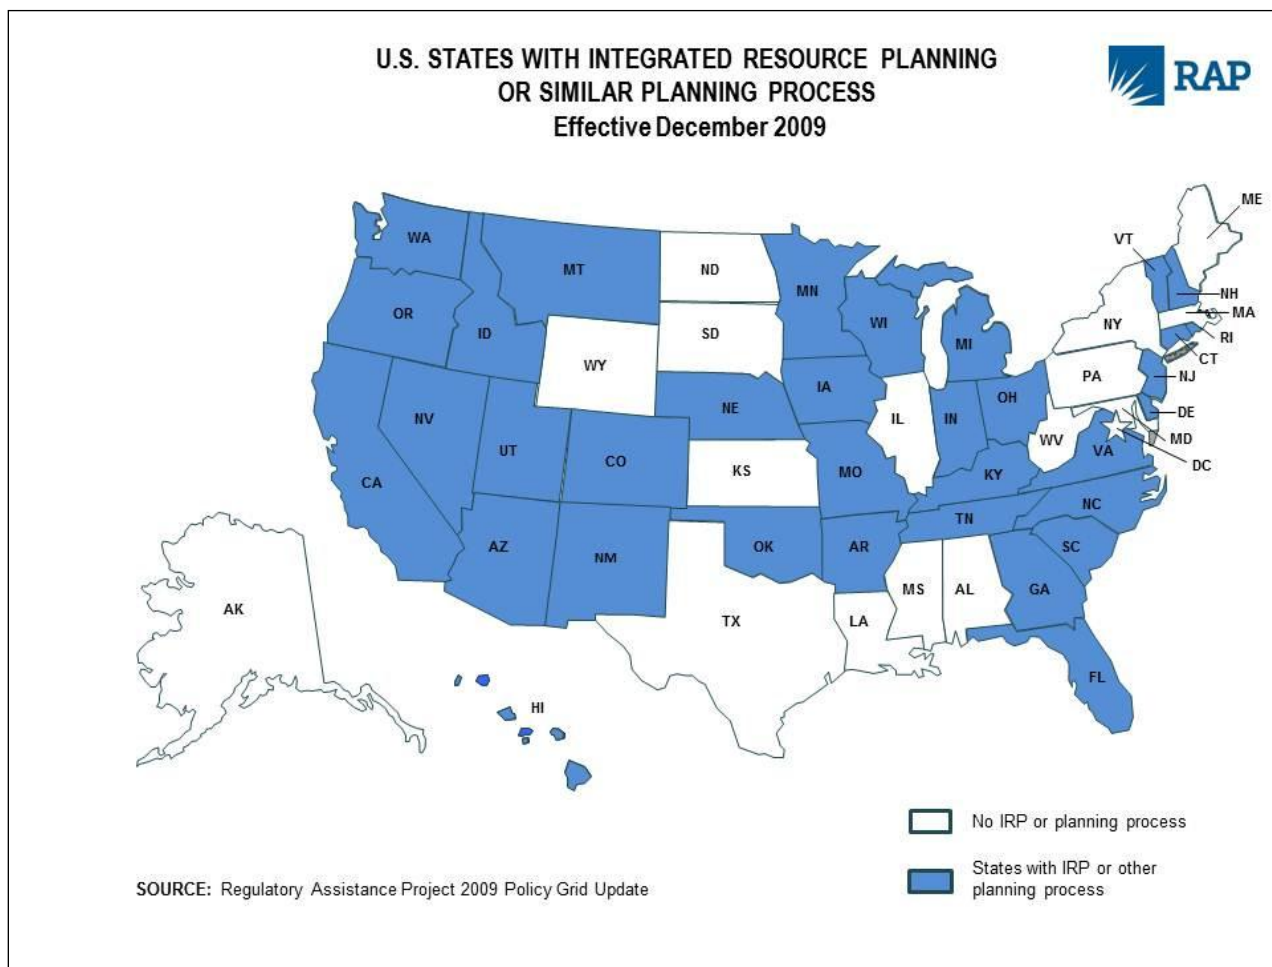 U.S. STATES WITH INTEGRATED RESOURCE PLANNING
OR SIMILAR PLANNING PROCESS
Effective December 2009
RAP
ME
VT
WA
MT
ND
MN
NH
MA
OR
ID
SD
WI
NY
MI
RI
CT
WY
PA
NJ
IA
NE
OH
DE
NV
IL
IN
MD
WV
UT
CO
VA
DC
KS
MO
KY
CA
NC
TN
AZ
NM
OK
AR
SC
MS
AL
GA
AK
TX
LA
FL
HI
No IRP or planning process
States with IRP or other
planning process
SOURCE: Regulatory Assistance Project 2009 Policy Grid Update